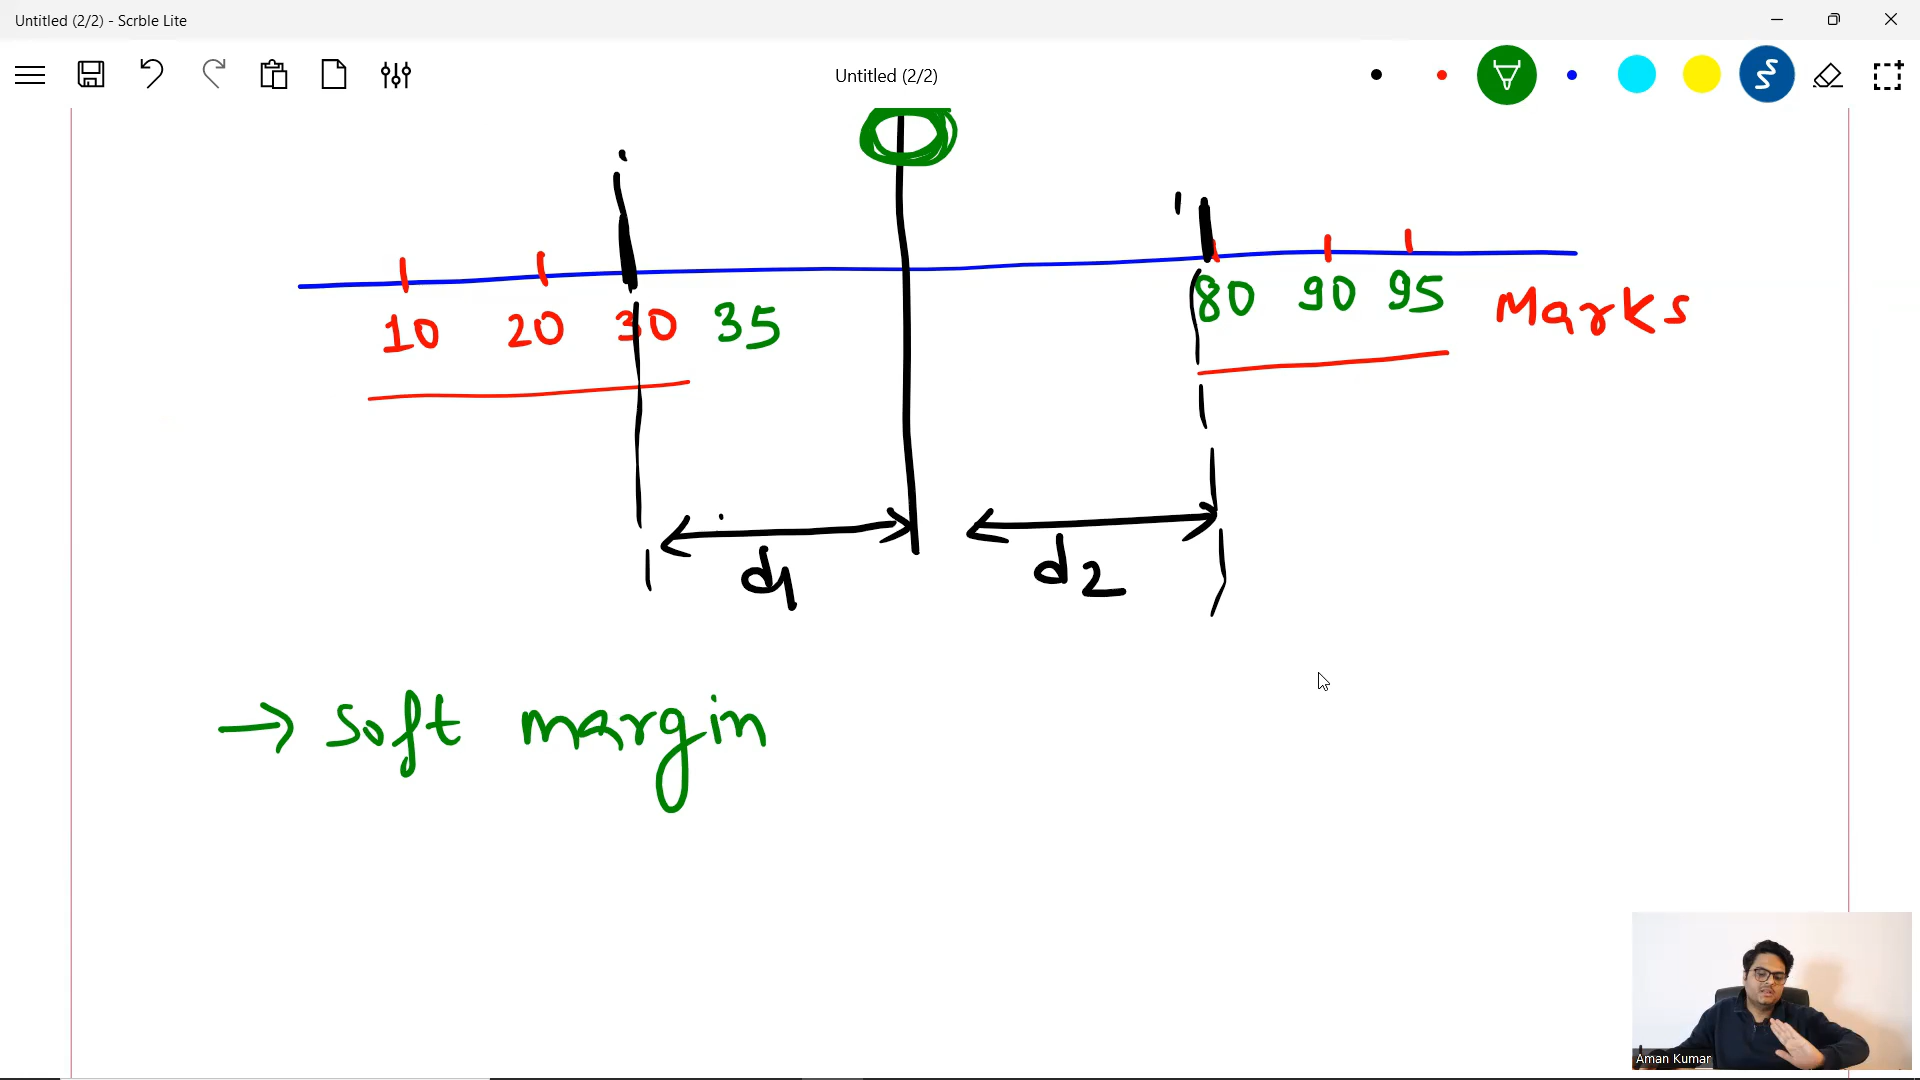 Untitled (2/2) - Scrble Lite
Untitled (2/2)
10 20 30 35 80 90 95 Marks
d1 d2
→ Soft margin
Aman Kumar